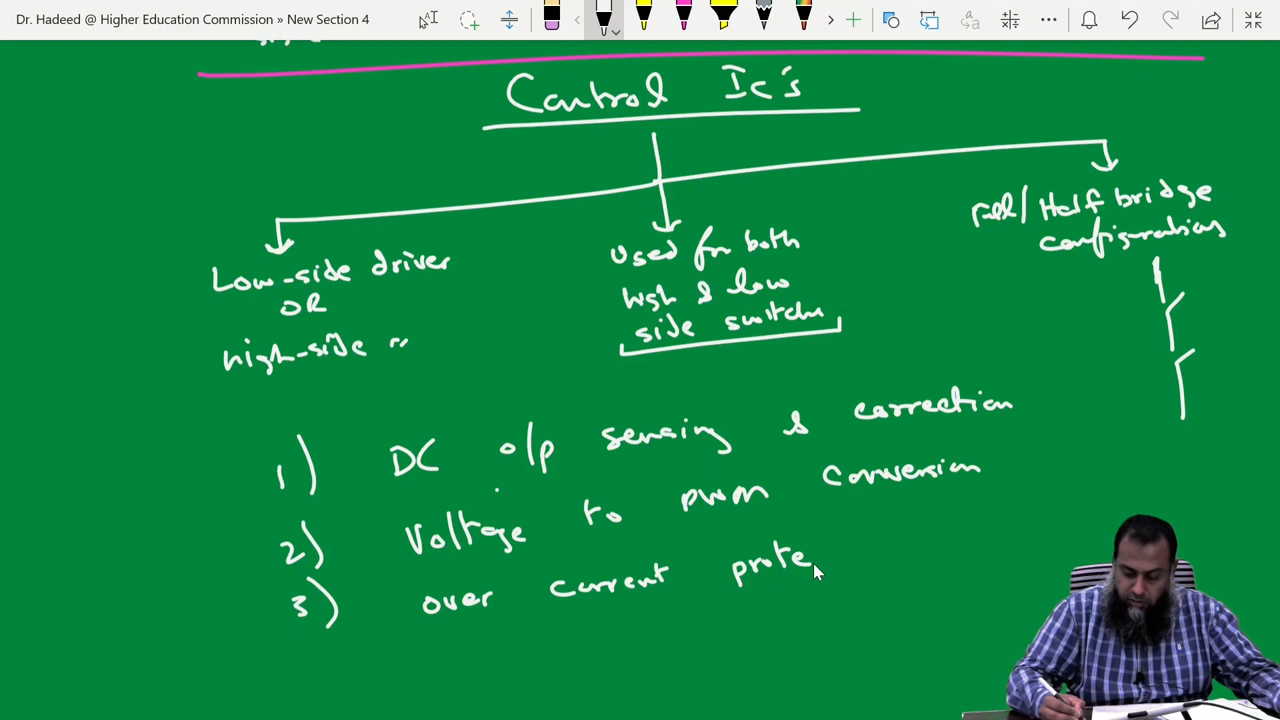 Dr. Hadeed @ Higher Education Commission » New Section 4
Control Ic's
Low-side driver
OR
high-side "
Used for both
high & low
side switches
Full/Half bridge
configurations
1) DC o/p sensing & correction
2) Voltage to PWM conversion
3) over current prote